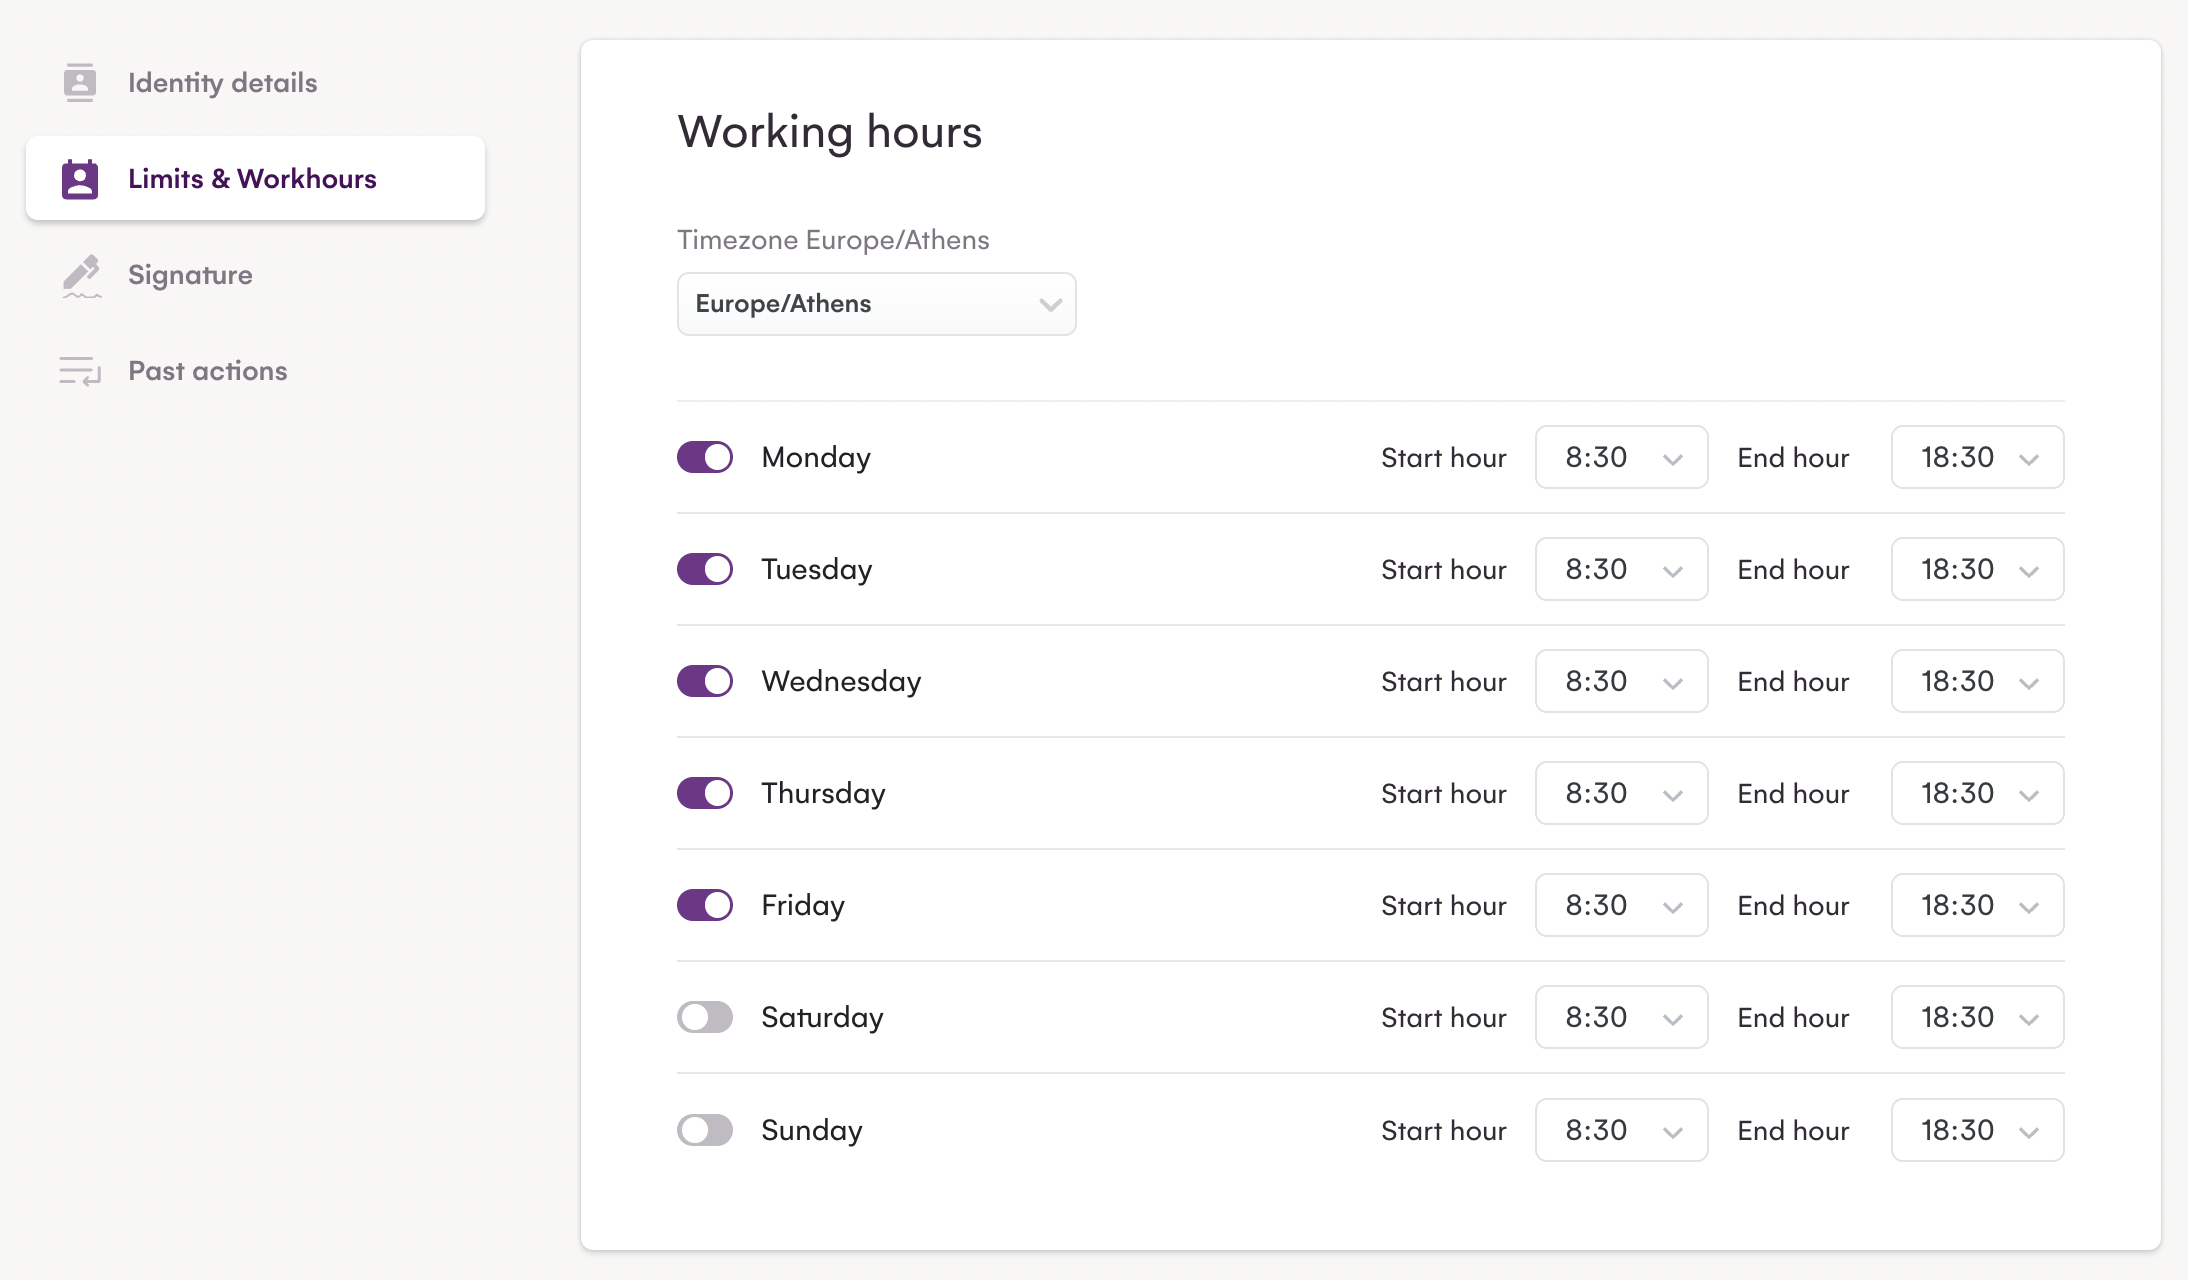 Identity details
Limits & Workhours
Signature
Past actions
Working hours
Timezone Europe/Athens
Europe/Athens
Monday Start hour 8:30 End hour 18:30
Tuesday Start hour 8:30 End hour 18:30
Wednesday Start hour 8:30 End hour 18:30
Thursday Start hour 8:30 End hour 18:30
Friday Start hour 8:30 End hour 18:30
Saturday Start hour 8:30 End hour 18:30
Sunday Start hour 8:30 End hour 18:30